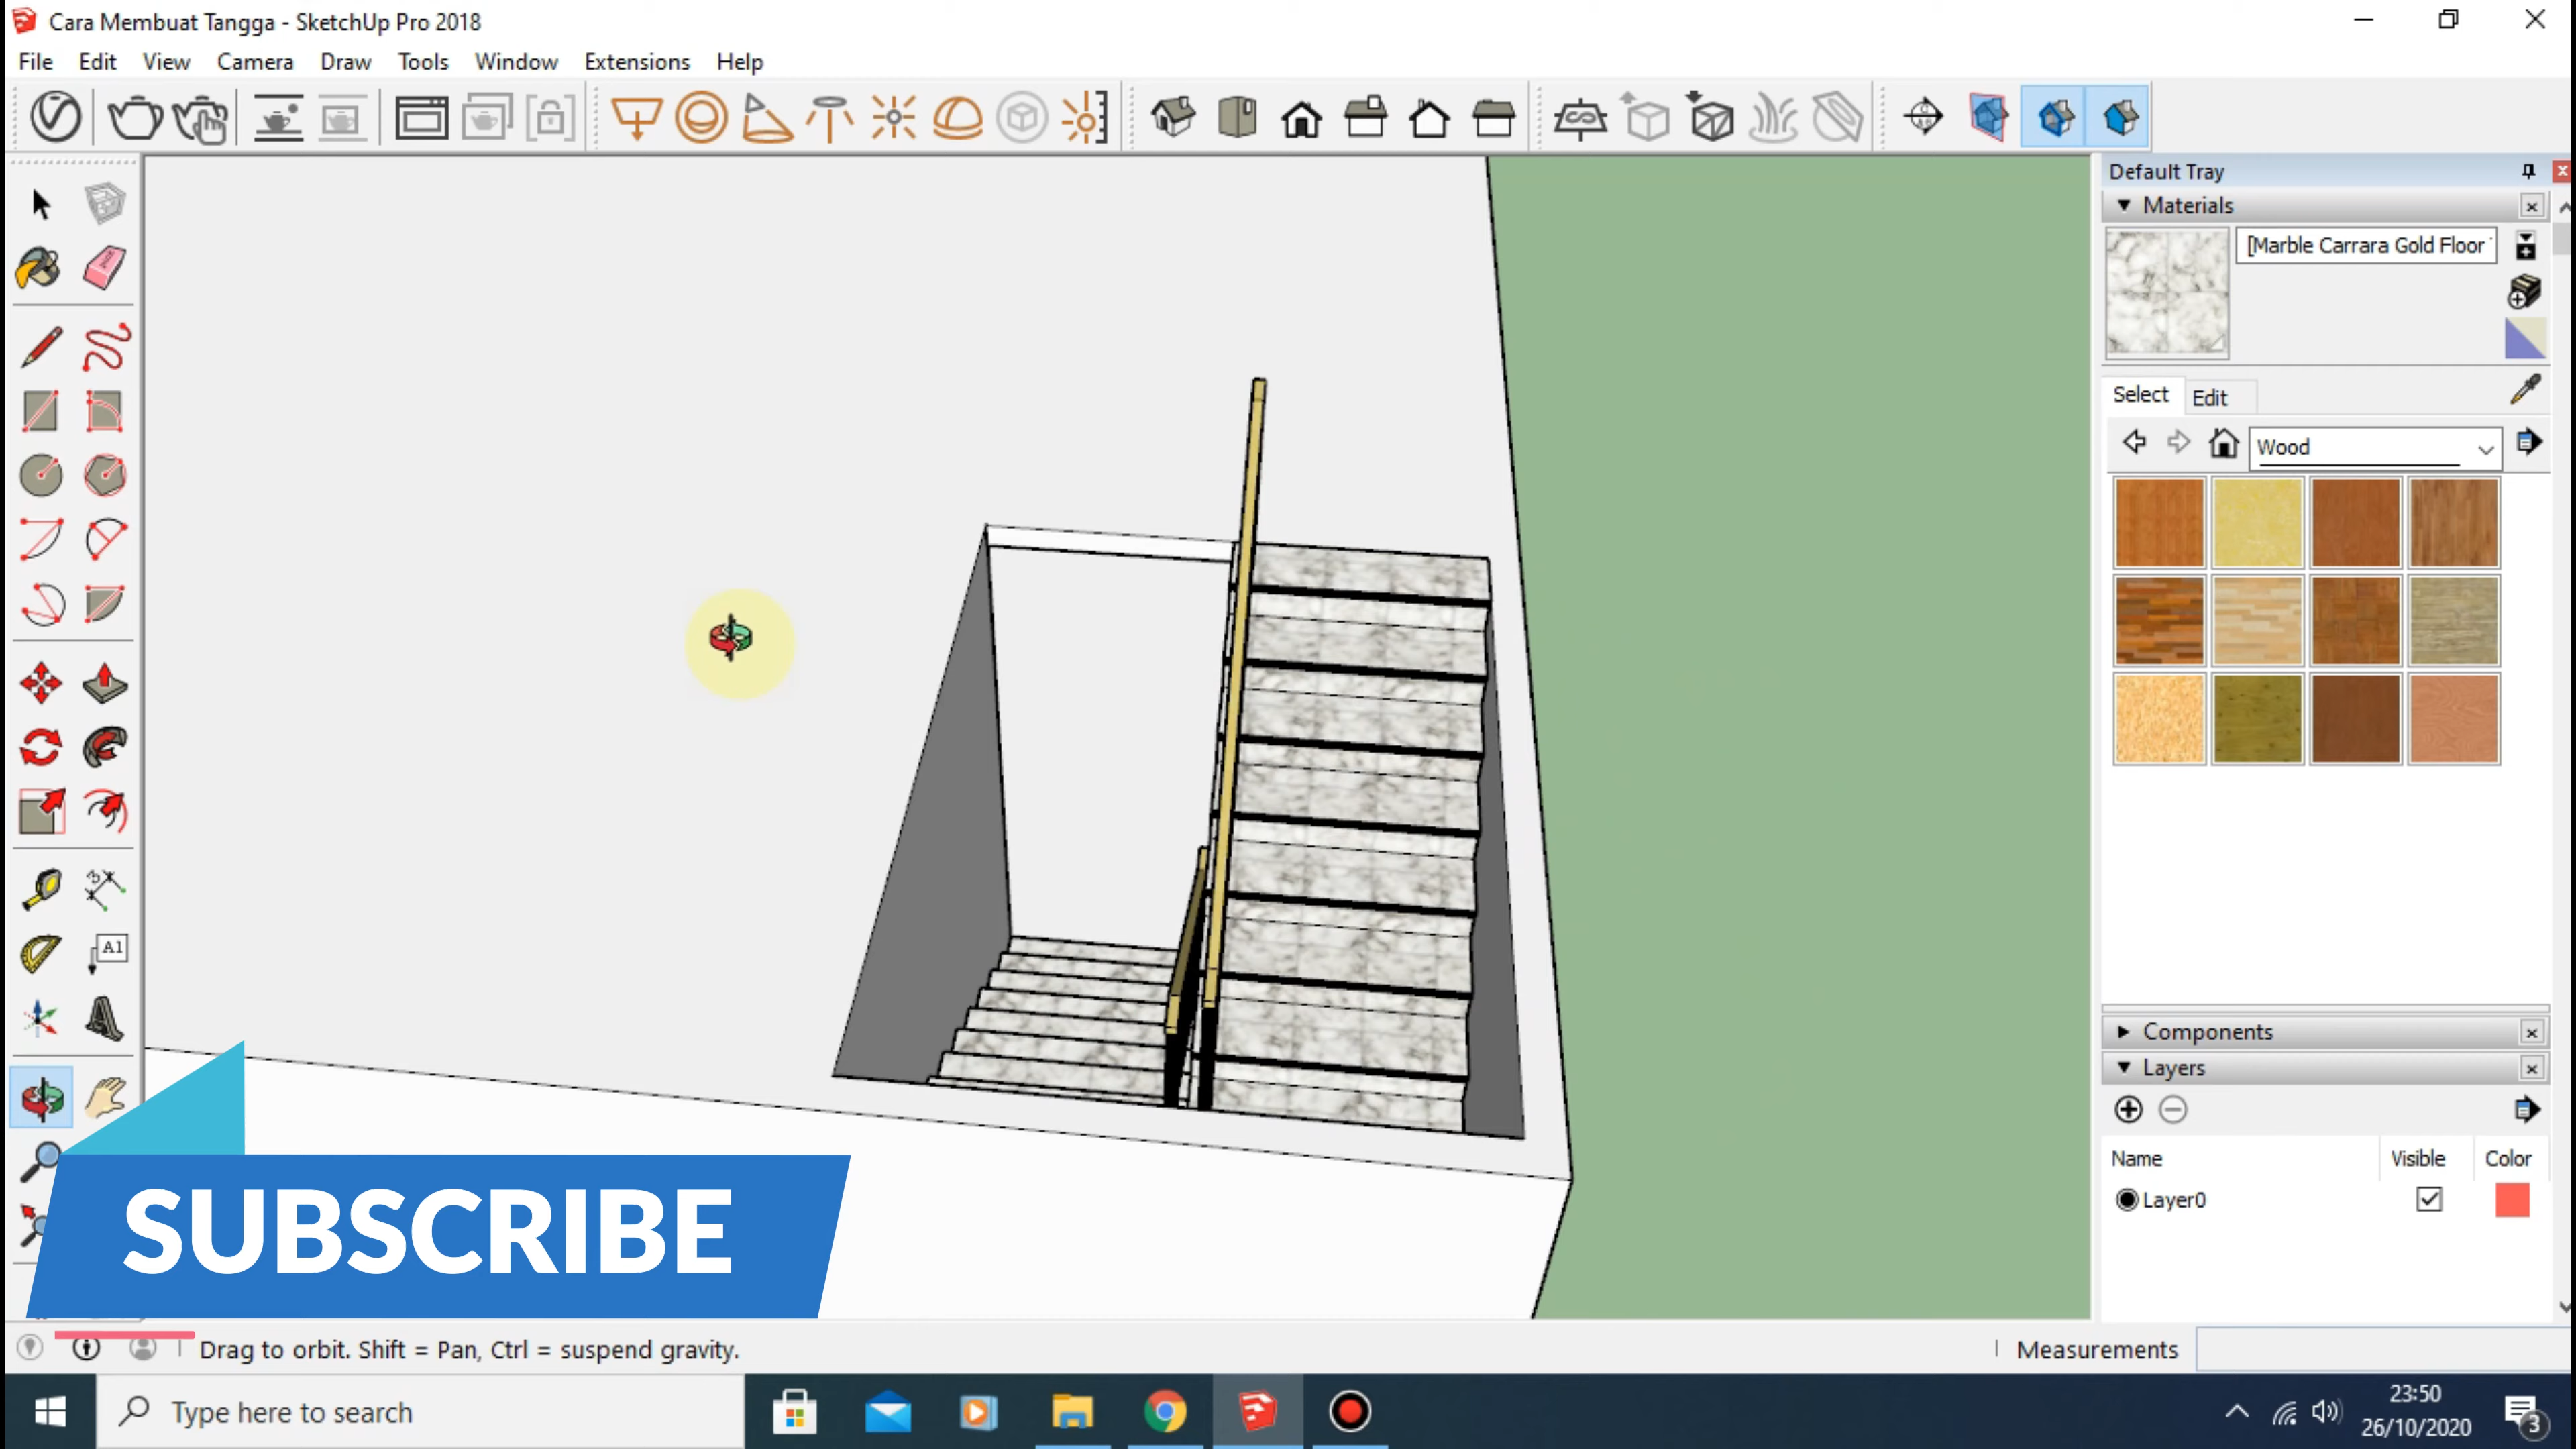 Cara Membuat Tangga - SketchUp Pro 2018
File Edit View Camera Draw Tools Window Extensions Help
Default Tray
Materials
[Marble Carrara Gold Floor
Select Edit
Wood
A1
Components
Layers
Name Visible Color
Layer0
SUBSCRIBE
Drag to orbit. Shift = Pan, Ctrl = suspend gravity.
Measurements
Type here to search
23:50
26/10/2020
3